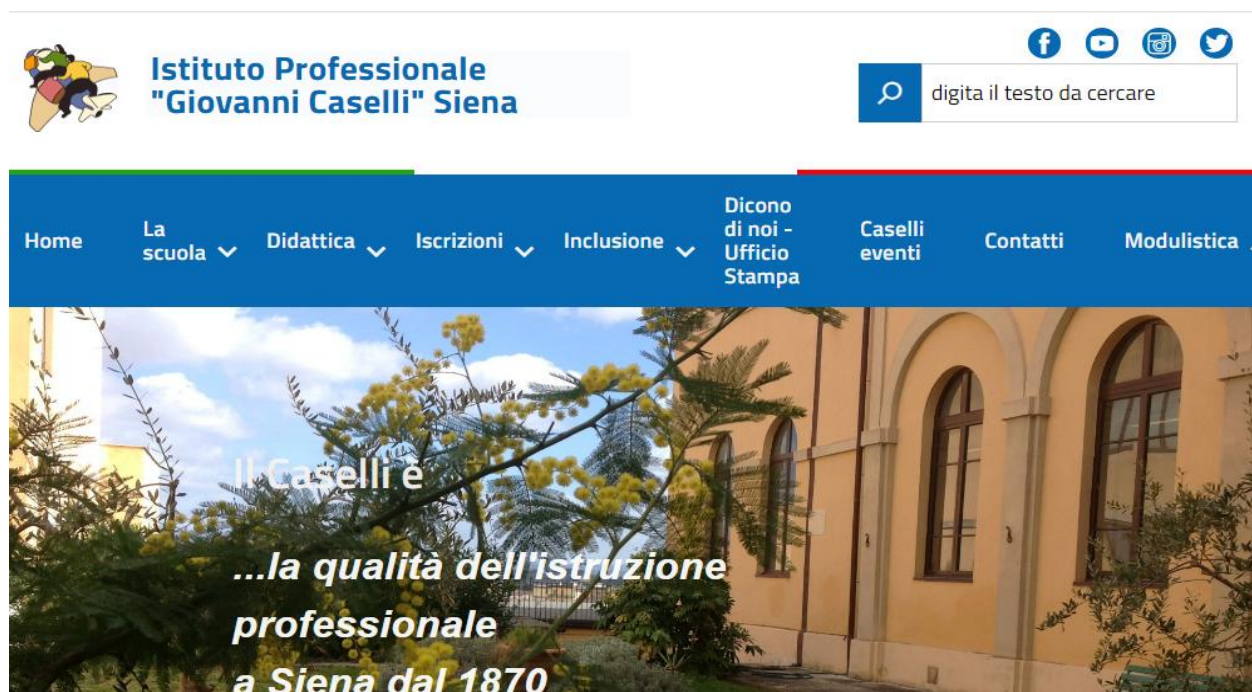 Istituto Professionale
"Giovanni Caselli" Siena
digita il testo da cercare
Home
La
scuola
Didattica
Iscrizioni
Inclusione
Dicono
di noi -
Ufficio
Stampa
Caselli
eventi
Contatti
Modulistica
Il Caselli è
...la qualità dell'istruzione
professionale
a Siena dal 1870